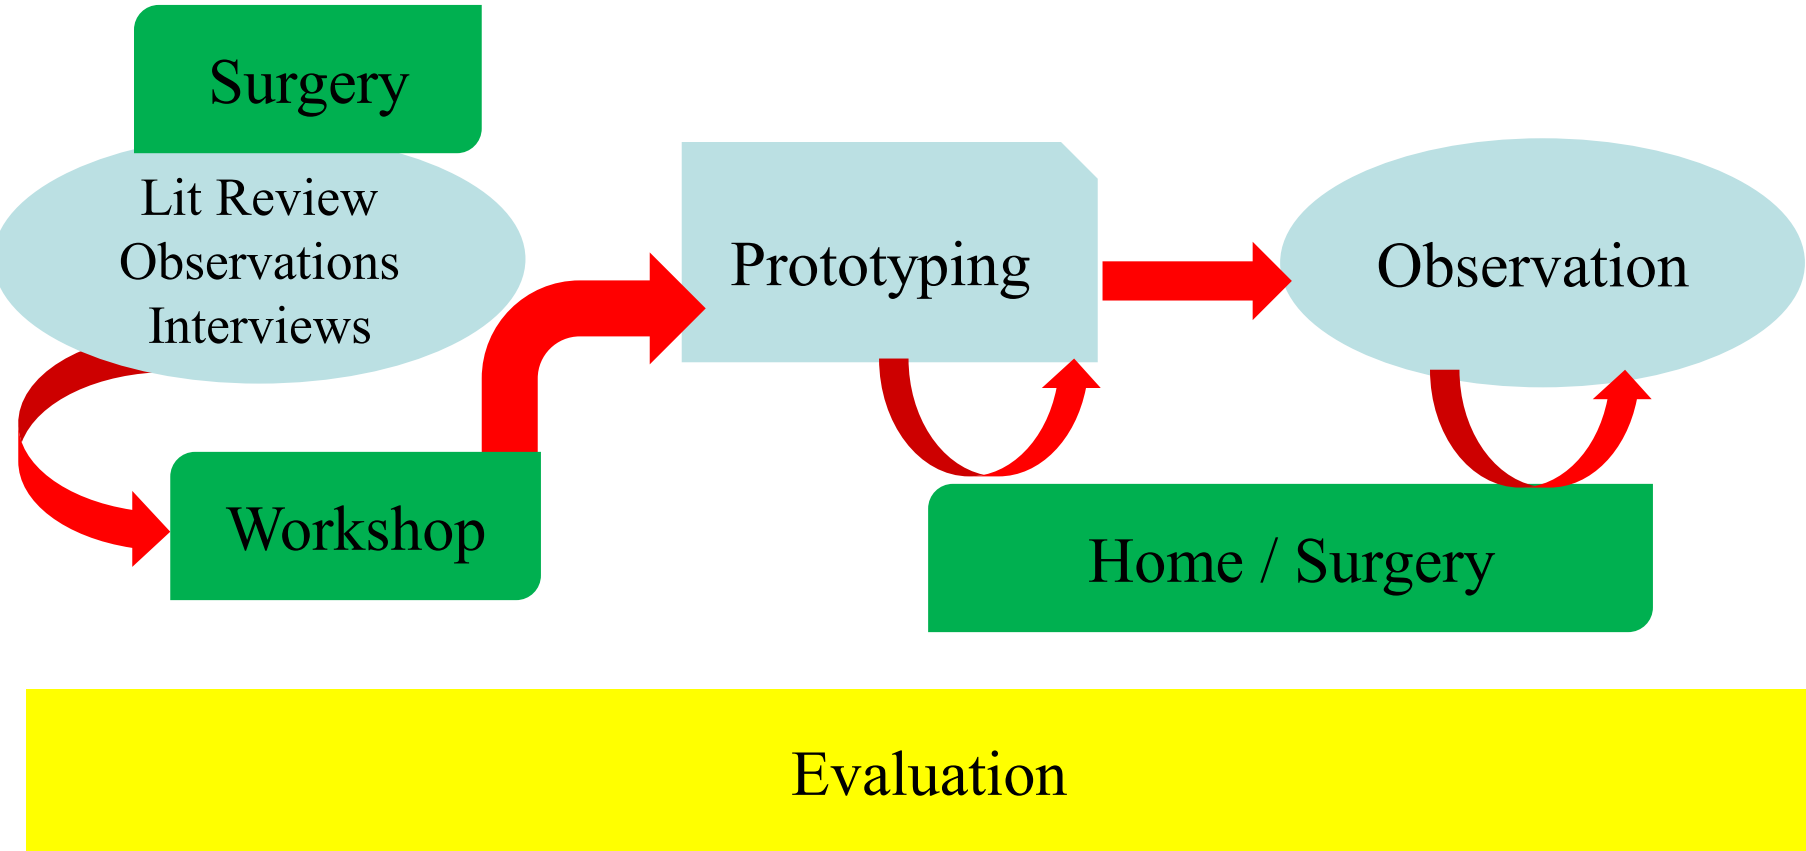 Surgery
Lit Review
Observations
Interviews
Workshop
Prototyping
Observation
Home / Surgery
Evaluation